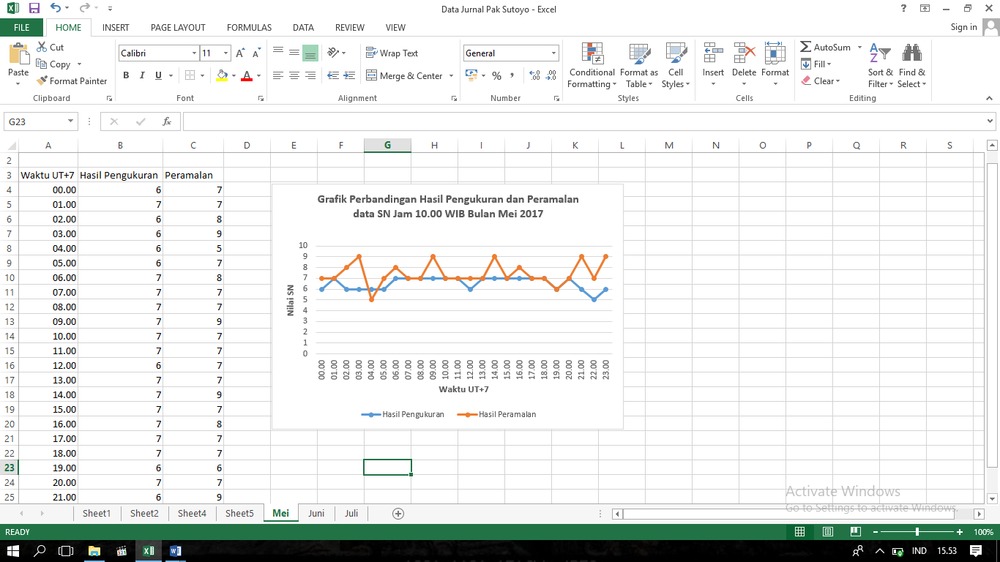 Data Jurnal Pak Sutoyo - Excel
Sign in
FILE HOME INSERT PAGE LAYOUT FORMULAS DATA REVIEW VIEW
Paste
Cut
Copy
Format Painter
Clipboard
Calibri 11
B I U
Font
Wrap Text
Merge & Center
Alignment
General
%
Number
Conditional Formatting
Format as Table
Cell Styles
Styles
Insert Delete Format
Cells
AutoSum
Fill
Clear
Sort & Filter
Find & Select
Editing
G23
fx
A B C D E F G H I J K L M N O P Q R S
2
3 Waktu UT+7 Hasil Pengukuran Peramalan
4 00.00 6 7
5 01.00 7 7
6 02.00 6 8
7 03.00 6 9
8 04.00 6 5
9 05.00 6 7
10 06.00 7 8
11 07.00 7 7
12 08.00 7 7
13 09.00 7 9
14 10.00 7 7
15 11.00 7 7
16 12.00 6 7
17 13.00 7 7
18 14.00 7 9
19 15.00 7 7
20 16.00 7 8
21 17.00 7 7
22 18.00 7 7
23 19.00 6 6
24 20.00 7 7
25 21.00 6 9
Grafik Perbandingan Hasil Pengukuran dan Peramalan
data SN Jam 10.00 WIB Bulan Mei 2017
Nilai SN
10
9
8
7
6
5
4
3
2
1
0
00.00 01.00 02.00 03.00 04.00 05.00 06.00 07.00 08.00 09.00 10.00 11.00 12.00 13.00 14.00 15.00 16.00 17.00 18.00 19.00 20.00 21.00 22.00 23.00
Waktu UT+7
Hasil Pengukuran Hasil Peramalan
Activate Windows
Go to Settings to activate Windows.
Sheet1 Sheet2 Sheet4 Sheet5 Mei Juni Juli
READY
100%
IND 15.53